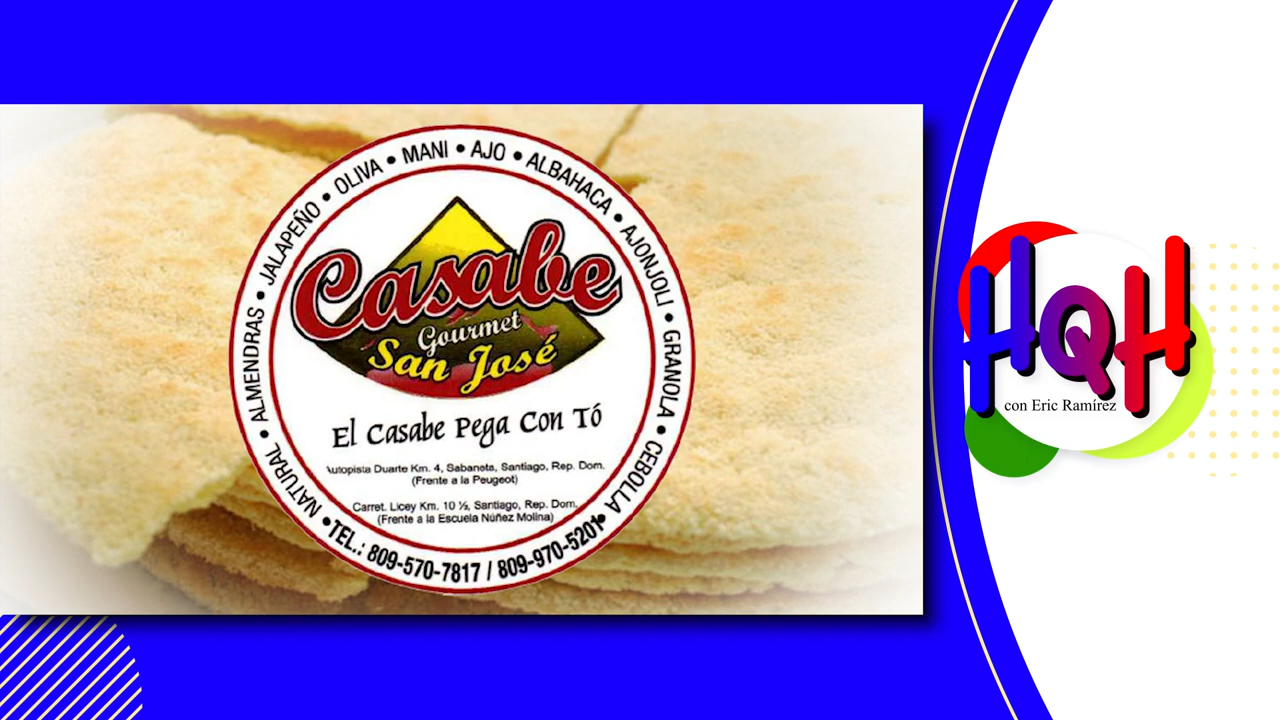 NATURAL • ALMENDRAS • JALAPEÑO • OLIVA • MANI • AJO • ALBAHACA • AJONJOLI • GRANOLA • CEBOLLA
Casabe
Gourmet
San José
El Casabe Pega Con Tó
Autopista Duarte Km. 4, Sabaneta, Santiago, Rep. Dom.
(Frente a la Peugeot)
Carret. Licey Km. 10 ½, Santiago, Rep. Dom.
(Frente a la Escuela Núñez Molina)
•TEL.: 809-570-7817 / 809-970-5201•
HQH
con Eric Ramírez